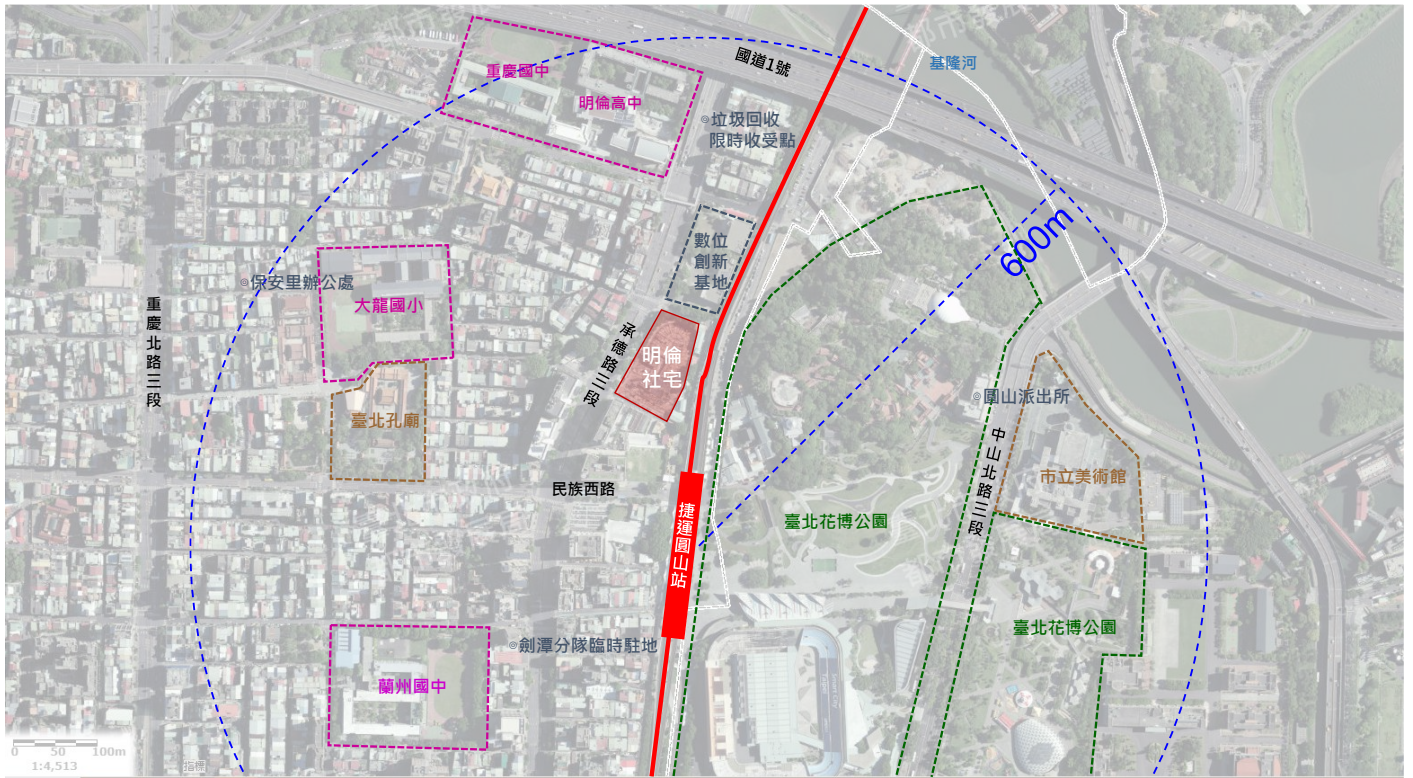 國道1號
基隆河
重慶國中
明倫高中
垃圾回收
限時收受點
600m
數位
創新
基地
保安里辦公處
大龍國小
重慶北路三段
承德路三段
明倫
社宅
圓山派出所
臺北孔廟
中山北路三段
市立美術館
民族西路
捷運圓山站
臺北花博公園
臺北花博公園
劍潭分隊臨時駐地
蘭州國中
0 50 100m
1:4,513
指標